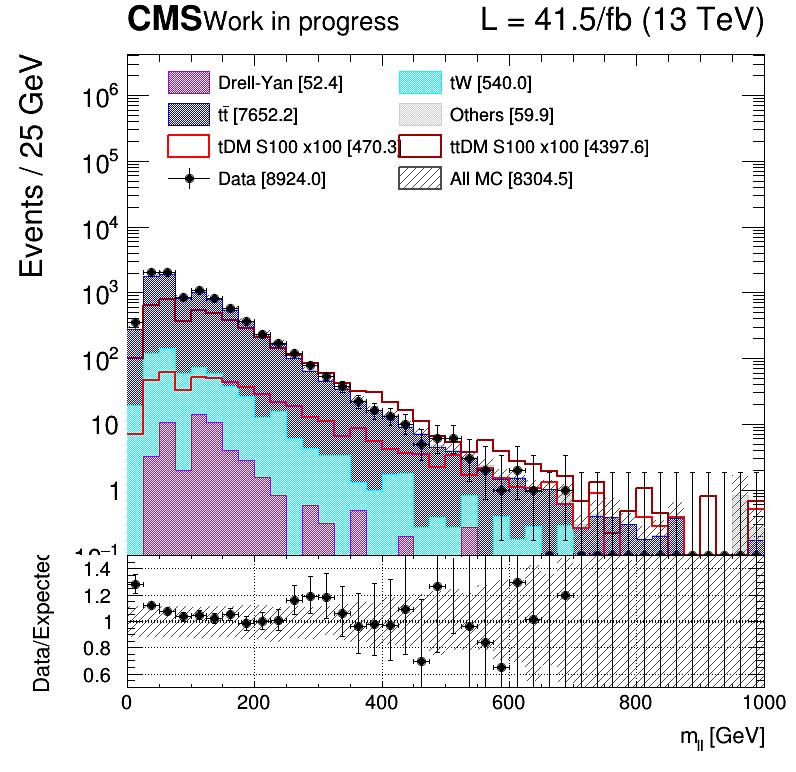 CMS Work in progress L = 41.5/fb (13 TeV)
Events / 25 GeV
Drell-Yan [52.4] tW [540.0]
tt̄ [7652.2] Others [59.9]
tDM S100 x100 [470.3] ttDM S100 x100 [4397.6]
Data [8924.0] All MC [8304.5]
10⁶
10⁵
10⁴
10³
10²
10
1
10⁻¹
Data/Expected
1.4
1.2
1
0.8
0.6
0 200 400 600 800 1000
m_ll [GeV]